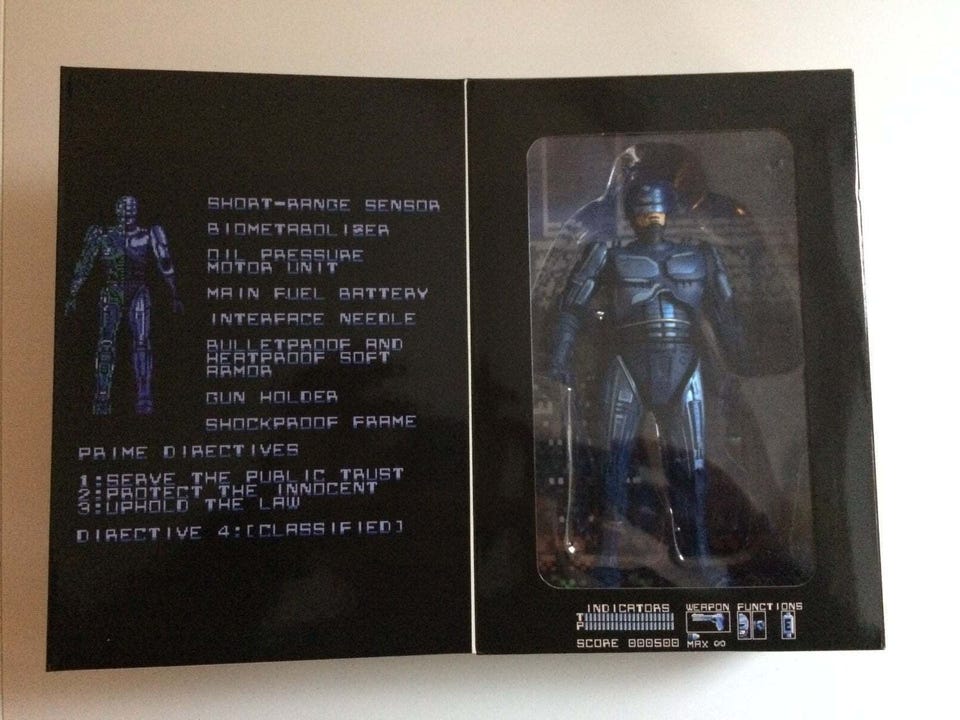 SHORT-RANGE SENSOR
BIOMETABOLIZER
OIL PRESSURE
MOTOR UNIT
MAIN FUEL BATTERY
INTERFACE NEEDLE
BULLETPROOF AND
HEATPROOF SOFT
ARMOR
GUN HOLDER
SHOCKPROOF FRAME
PRIME DIRECTIVES
1:SERVE THE PUBLIC TRUST
2:PROTECT THE INNOCENT
3:UPHOLD THE LAW
DIRECTIVE 4:[CLASSIFIED]
INDICATORS WEAPON FUNCTIONS
T
P
SCORE 000500 MAX ∞